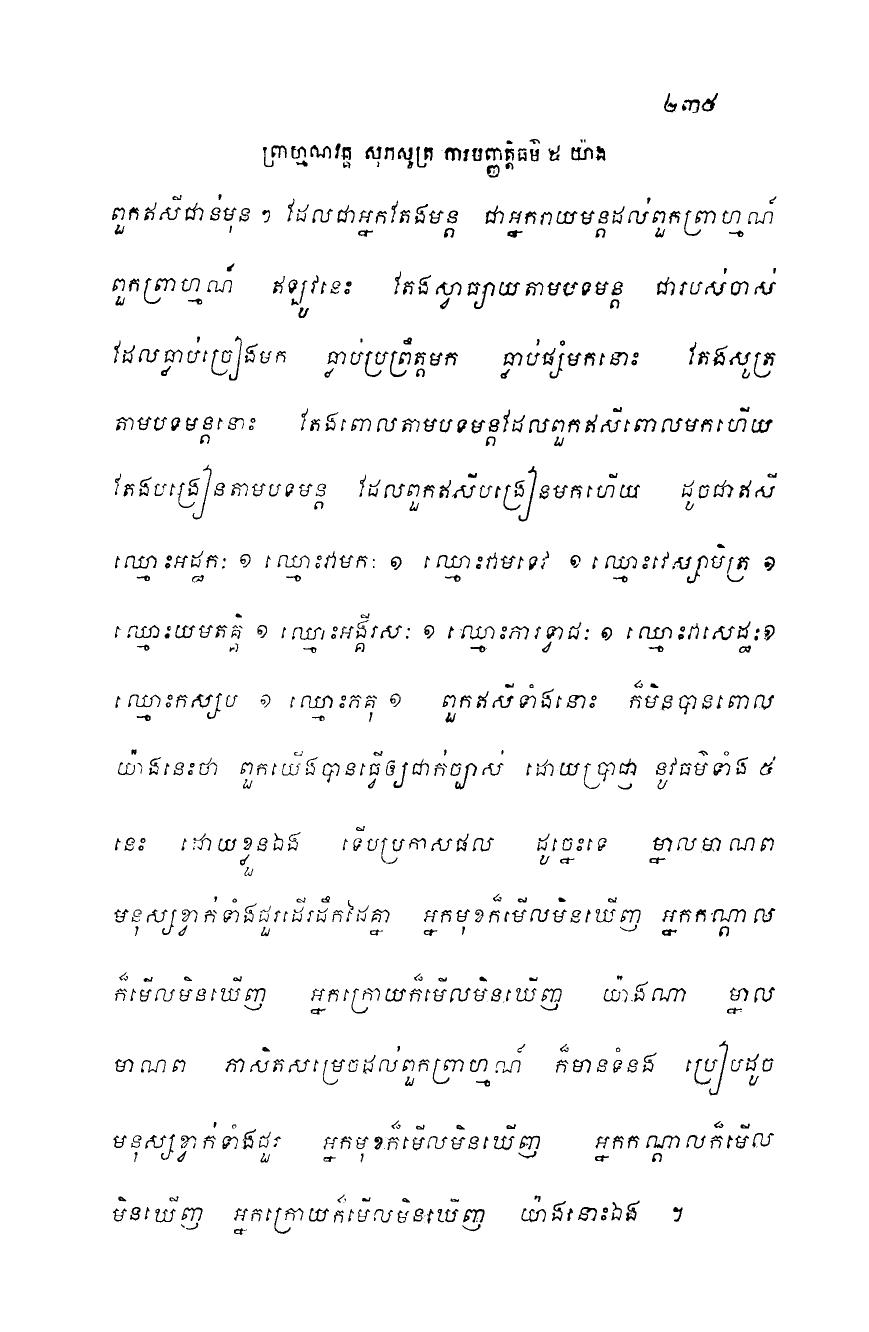 ២៣៥
ព្រាហ្មណវគ្គ សុភសូត្រ ការបញ្ញត្តិធម៌ ៥ យ៉ាង
ពួកឥសីជាន់មុន ៗ ដែលជាអ្នកតែងមន្ត ជាអ្នករាយមន្តដល់ពួកព្រាហ្មណ៍
ពួកព្រាហ្មណ៍ ឥឡូវនេះ តែងស្វាធ្យាយតាមបទមន្ត ជារបស់ចាស់
ដែលធ្លាប់ច្រៀងមក ធ្លាប់ប្រព្រឹត្តមក ធ្លាប់ផ្សំមកនោះ តែងសូត្រ
តាមបទមន្តនោះ តែងពោលតាមបទមន្តដែលពួកឥសីពោលមកហើយ
តែងបង្រៀនតាមបទមន្ត ដែលពួកឥសីបង្រៀនមកហើយ ដូចជាឥសី
ឈ្មោះអដ្ឋកៈ ១ ឈ្មោះវាមកៈ ១ ឈ្មោះវាមទេវ ១ ឈ្មោះវេស្សាមិត្រ ១
ឈ្មោះយមតគ្គិ ១ ឈ្មោះអង្គីរសៈ ១ ឈ្មោះភារទ្វាជៈ ១ ឈ្មោះវាសេដ្ឋៈ១
ឈ្មោះកស្សប ១ ឈ្មោះភគុ ១ ពួកឥសីទាំងនោះ ក៏មិនបានពោល
យ៉ាងនេះថា ពួកយើងបានធ្វើឲ្យជាក់ច្បាស់ ដោយប្រាជ្ញា នូវធម៌ទាំង ៥
នេះ ដោយខ្លួនឯង ទើបប្រកាសផល ដូច្នេះទេ ម្នាលមាណព
មនុស្សខ្វាក់ទាំងជួរដើរដឹកដៃគ្នា អ្នកមុខក៏មើលមិនឃើញ អ្នកកណ្តាល
ក៏មើលមិនឃើញ អ្នកក្រោយក៏មើលមិនឃើញ យ៉ាងណា ម្នាល
មាណព ភាសិតសម្រេចដល់ពួកព្រាហ្មណ៍ ក៏មានទំនង ប្រៀបដូច
មនុស្សខ្វាក់ទាំងជួរ អ្នកមុខក៏មើលមិនឃើញ អ្នកកណ្តាលក៏មើល
មិនឃើញ អ្នកក្រោយក៏មើលមិនឃើញ យ៉ាងនោះឯង ។